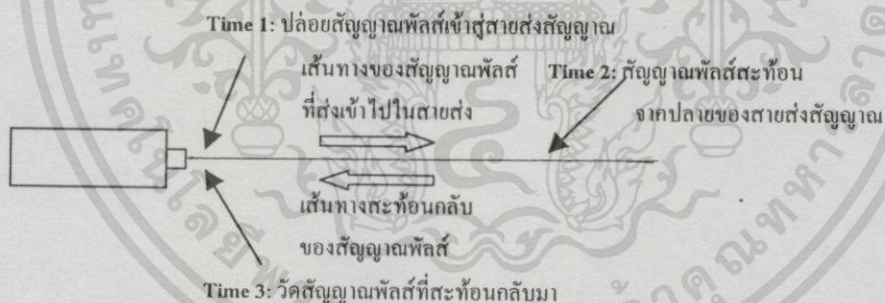 Time 1: ปล่อยสัญญาณพัลส์เข้าสู่สายส่งสัญญาณ
เส้นทางของสัญญาณพัลส์
ที่ส่งเข้าไปในสายส่ง
Time 2: สัญญาณพัลส์สะท้อน
จากปลายของสายส่งสัญญาณ
เส้นทางสะท้อนกลับ
ของสัญญาณพัลส์
Time 3: วัดสัญญาณพัลส์ที่สะท้อนกลับมา